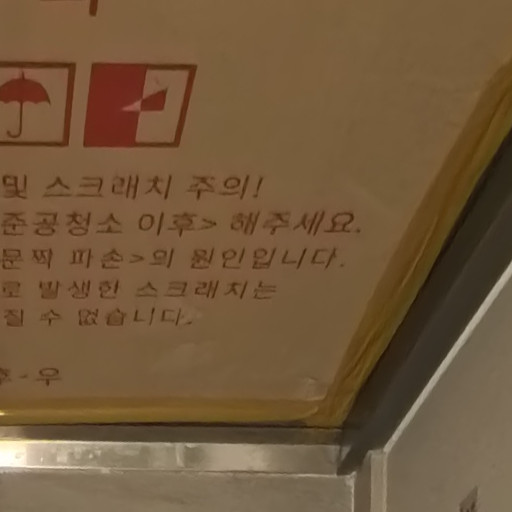 및 스크래치 주의!
준공청소 이후> 해주세요.
문짝 파손>의 원인입니다.
로 발생한 스크래치는
질 수 없습니다.
후-우